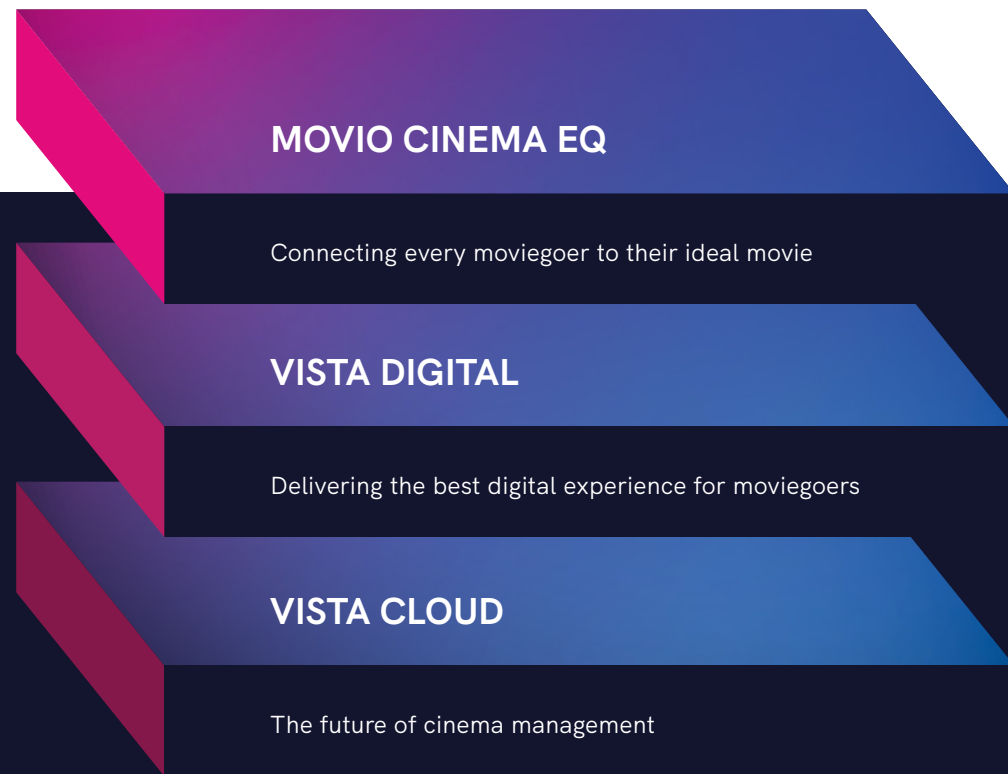 MOVIO CINEMA EQ
Connecting every moviegoer to their ideal movie
VISTA DIGITAL
Delivering the best digital experience for moviegoers
VISTA CLOUD
The future of cinema management